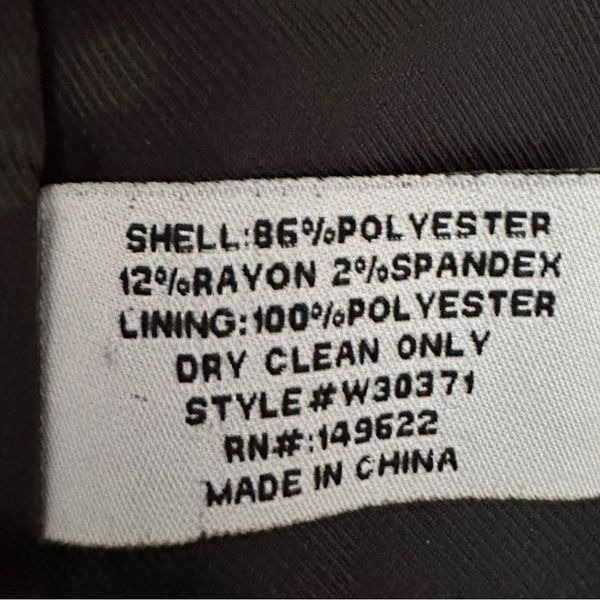 SHELL:86%POLYESTER
12%RAYON 2%SPANDEX
LINING:100%POLYESTER
DRY CLEAN ONLY
STYLE#W30371
RN#:149622
MADE IN CHINA